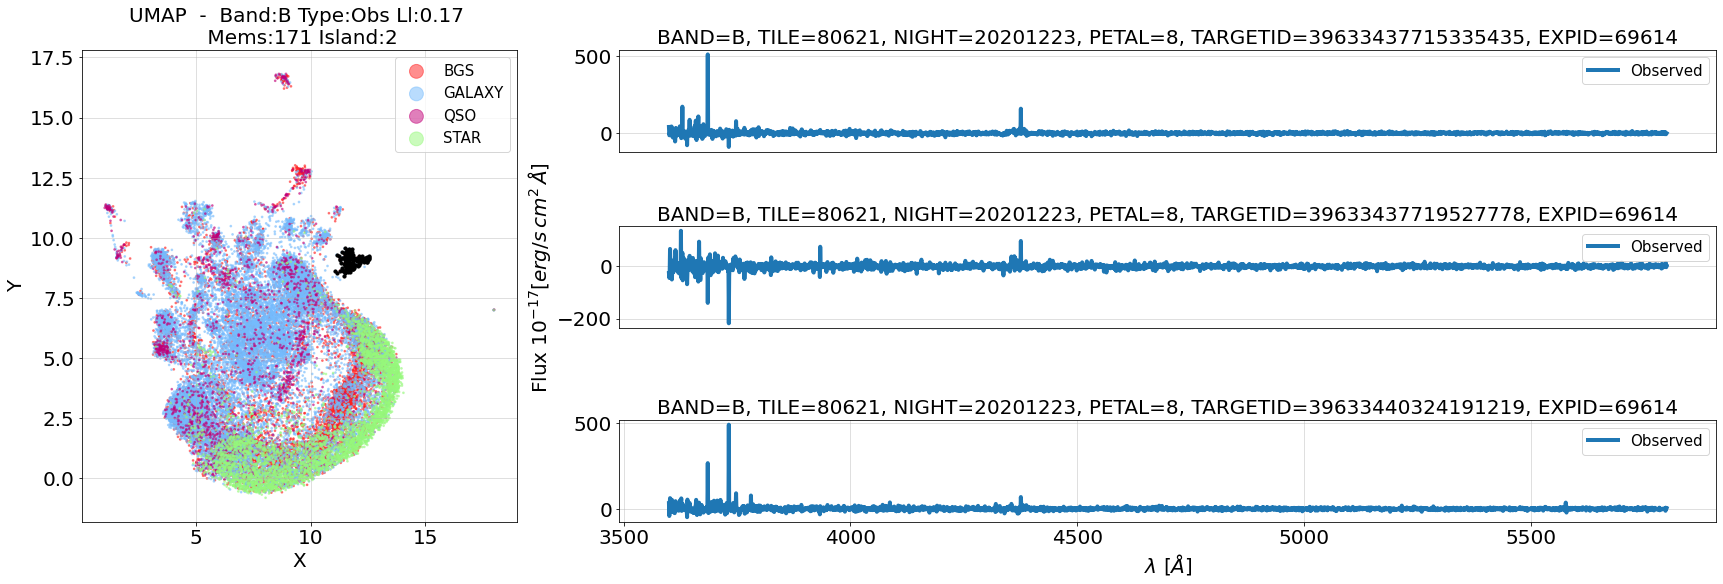 UMAP  -  Band:B Type:Obs Ll:0.17
Mems:171 Island:2
17.5
15.0
12.5
10.0
7.5
5.0
2.5
0.0
Y
5
10
15
X
BGS
GALAXY
QSO
STAR
Flux 10^{-17}[erg/s cm^2 Å]
BAND=B, TILE=80621, NIGHT=20201223, PETAL=8, TARGETID=39633437715335435, EXPID=69614
500
0
Observed
BAND=B, TILE=80621, NIGHT=20201223, PETAL=8, TARGETID=39633437719527778, EXPID=69614
0
−200
Observed
BAND=B, TILE=80621, NIGHT=20201223, PETAL=8, TARGETID=39633440324191219, EXPID=69614
500
0
Observed
3500
4000
4500
5000
5500
λ [Å]